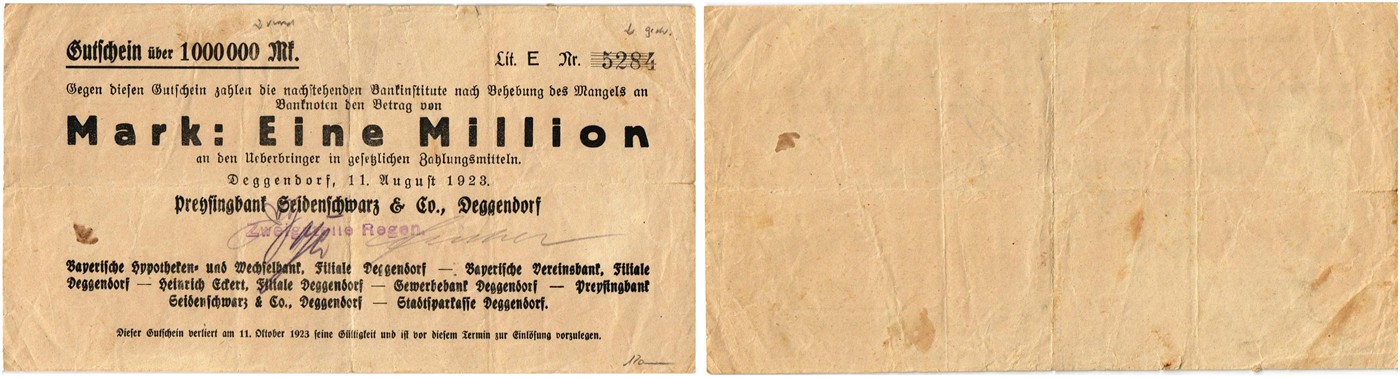 Gutschein über 1000000 Mk.
Lit. E Nr. 5284
Gegen diesen Gutschein zahlen die nachstehenden Bankinstitute nach Behebung des Mangels an
Banknoten den Betrag von
Mark: Eine Million
an den Ueberbringer in gesetzlichen Zahlungsmitteln.
Deggendorf, 11. August 1923.
Preysingbank Seidenschwarz & Co., Deggendorf
Zweigstelle Regen.
Bayerische Hypotheken- und Wechselbank, Filiale Deggendorf — Bayerische Vereinsbank, Filiale
Deggendorf — Heinrich Eckert, Filiale Deggendorf — Gewerbebank Deggendorf — Preysingbank
Seidenschwarz & Co., Deggendorf — Stadtsparkasse Deggendorf.
Dieser Gutschein verliert am 11. Oktober 1923 seine Gültigkeit und ist vor diesem Termin zur Einlösung vorzulegen.